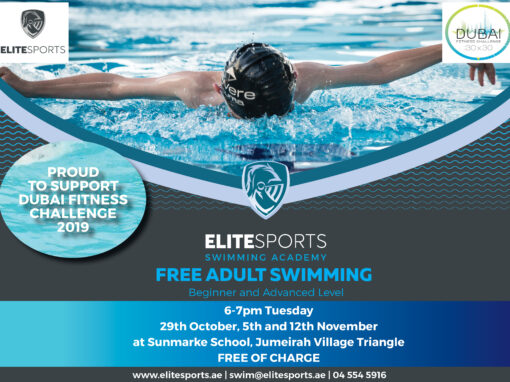 ELITESPORTS
DUBAI
FITNESS CHALLENGE
30X30
vere
PROUD
TO SUPPORT
DUBAI FITNESS
CHALLENGE
2019
ELITESPORTS
SWIMMING ACADEMY
FREE ADULT SWIMMING
Beginner and Advanced Level
6-7pm Tuesday
29th October, 5th and 12th November
at Sunmarke School, Jumeirah Village Triangle
FREE OF CHARGE
www.elitesports.ae | swim@elitesports.ae | 04 554 5916